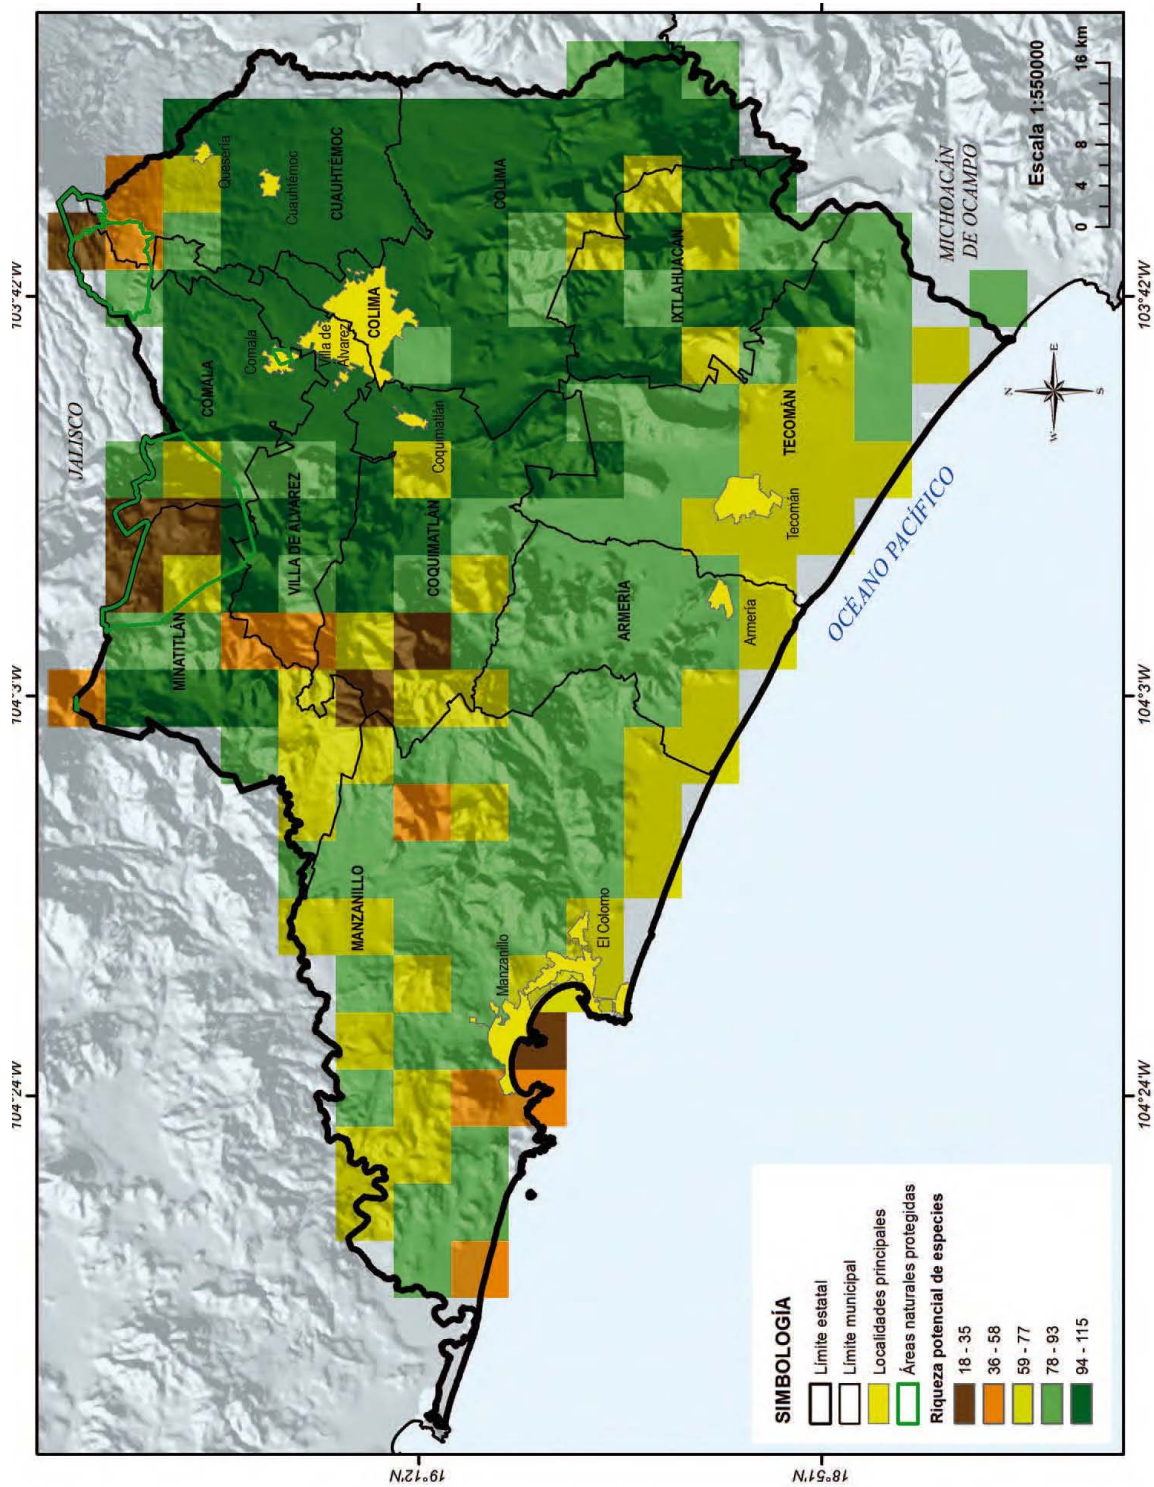 JALISCO
MINATITLÁN
COMALA
Comala
Quesería
Cuauhtémoc
CUAUHTÉMOC
Villa de
Álvarez
COLIMA
VILLA DE ÁLVAREZ
Coquimatlán
COQUIMATLÁN
COLIMA
MANZANILLO
Manzanillo
El Colomo
ARMERÍA
Armería
TECOMÁN
Tecomán
IXTLAHUACÁN
MICHOACÁN
DE OCAMPO
OCÉANO PACÍFICO
N
E
S
W
Escala 1:550000
0 4 8 16 km
104°24'W
104°3'W
103°42'W
104°24'W
104°3'W
103°42'W
19°12'N
18°51'N
SIMBOLOGÍA
Límite estatal
Límite municipal
Localidades principales
Áreas naturales protegidas
Riqueza potencial de especies
18 - 35
36 - 58
59 - 77
78 - 93
94 - 115